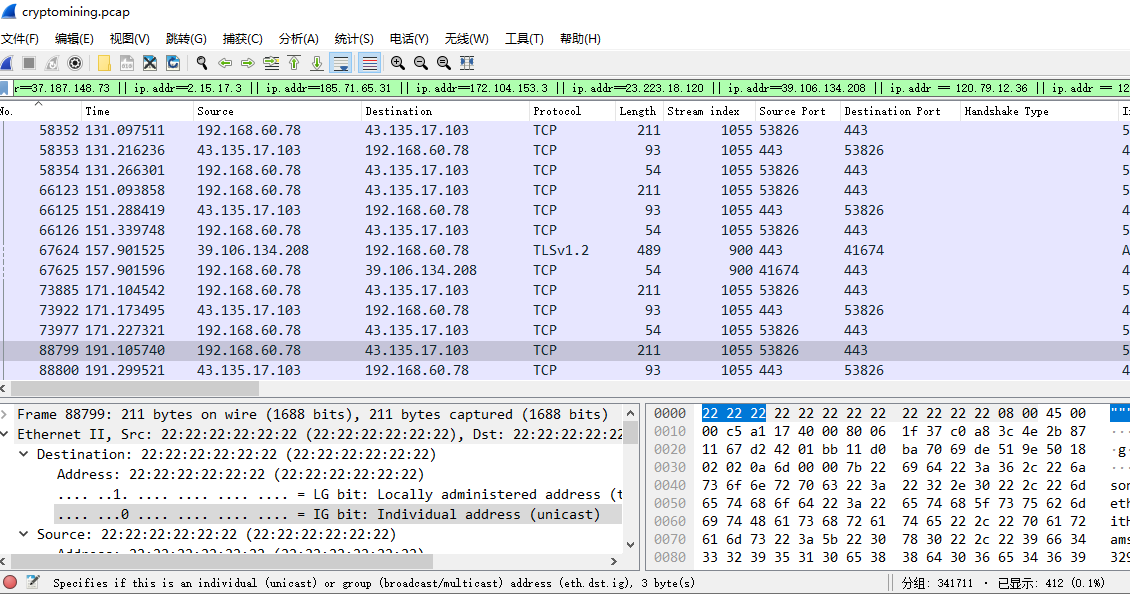 cryptomining.pcap
文件(F) 编辑(E) 视图(V) 跳转(G) 捕获(C) 分析(A) 统计(S) 电话(Y) 无线(W) 工具(T) 帮助(H)
r==37.187.148.73 || ip.addr==2.15.17.3 || ip.addr==185.71.65.31 || ip.addr==172.104.153.3 || ip.addr==23.223.18.120 || ip.addr==39.106.134.208 || ip.addr == 120.79.12.36 || ip.addr == 12
No. Time Source Destination Protocol Length Stream index Source Port Destination Port Handshake Type
58352 131.097511 192.168.60.78 43.135.17.103 TCP 211 1055 53826 443 5
58353 131.216236 43.135.17.103 192.168.60.78 TCP 93 1055 443 53826 4
58354 131.266301 192.168.60.78 43.135.17.103 TCP 54 1055 53826 443 5
66123 151.093858 192.168.60.78 43.135.17.103 TCP 211 1055 53826 443 5
66125 151.288419 43.135.17.103 192.168.60.78 TCP 93 1055 443 53826 4
66126 151.339748 192.168.60.78 43.135.17.103 TCP 54 1055 53826 443 5
67624 157.901525 39.106.134.208 192.168.60.78 TLSv1.2 489 900 443 41674 A
67625 157.901596 192.168.60.78 39.106.134.208 TCP 54 900 41674 443 4
73885 171.104542 192.168.60.78 43.135.17.103 TCP 211 1055 53826 443 5
73922 171.173495 43.135.17.103 192.168.60.78 TCP 93 1055 443 53826 4
73977 171.227321 192.168.60.78 43.135.17.103 TCP 54 1055 53826 443 5
88799 191.105740 192.168.60.78 43.135.17.103 TCP 211 1055 53826 443 5
88800 191.299521 43.135.17.103 192.168.60.78 TCP 93 1055 443 53826 4
Frame 88799: 211 bytes on wire (1688 bits), 211 bytes captured (1688 bits)
Ethernet II, Src: 22:22:22:22:22:22 (22:22:22:22:22:22), Dst: 22:22:22:22:22
Destination: 22:22:22:22:22:22 (22:22:22:22:22:22)
Address: 22:22:22:22:22:22 (22:22:22:22:22:22)
.... ..1. .... .... .... .... = LG bit: Locally administered address (t
.... ...0 .... .... .... .... = IG bit: Individual address (unicast)
Source: 22:22:22:22:22:22 (22:22:22:22:22:22)
0000 22 22 22 22 22 22 22 22 22 22 22 22 08 00 45 00 """
0010 00 c5 a1 17 40 00 80 06 1f 37 c0 a8 3c 4e 2b 87 ···
0020 11 67 d2 42 01 bb 11 d0 ba 70 69 de 51 9e 50 18 ·g·
0030 02 02 0a 6d 00 00 7b 22 69 64 22 3a 36 2c 22 6a ···
0040 73 6f 6e 72 70 63 22 3a 22 32 2e 30 22 2c 22 6d son
0050 65 74 68 6f 64 22 3a 22 65 74 68 5f 73 75 62 6d eth
0060 69 74 48 61 73 68 72 61 74 65 22 2c 22 70 61 72 itH
0070 61 6d 73 22 3a 5b 22 30 78 30 22 2c 22 39 66 34 ams
0080 33 32 39 35 31 30 65 38 38 64 30 36 65 34 36 39 329
Specifies if this is an individual (unicast) or group (broadcast/multicast) address (eth.dst.ig), 3 byte(s) 分组: 341711 · 已显示: 412 (0.1%)